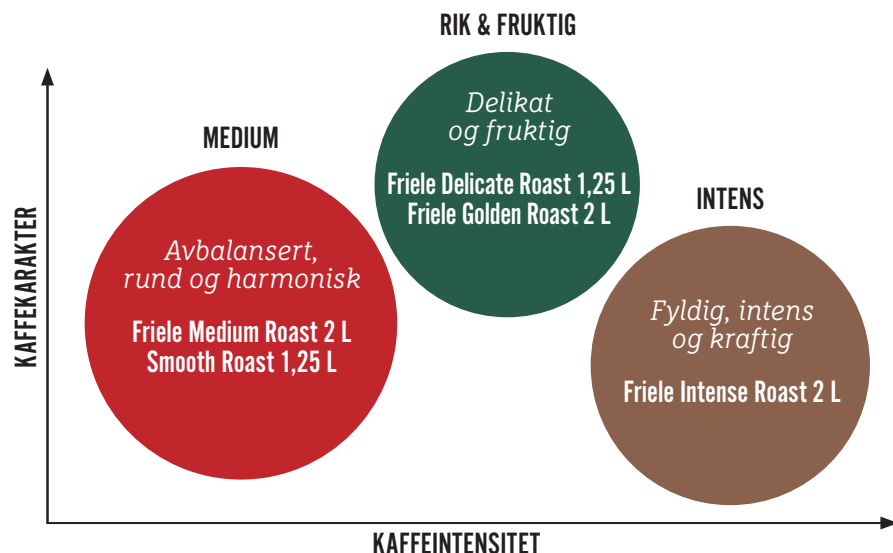 RIK & FRUKTIG
Delikat
og fruktig
Friele Delicate Roast 1,25 L
Friele Golden Roast 2 L
MEDIUM
Avbalansert,
rund og harmonisk
Friele Medium Roast 2 L
Smooth Roast 1,25 L
INTENS
Fyldig, intens
og kraftig
Friele Intense Roast 2 L
KAFFEKARAKTER
KAFFEINTENSITET